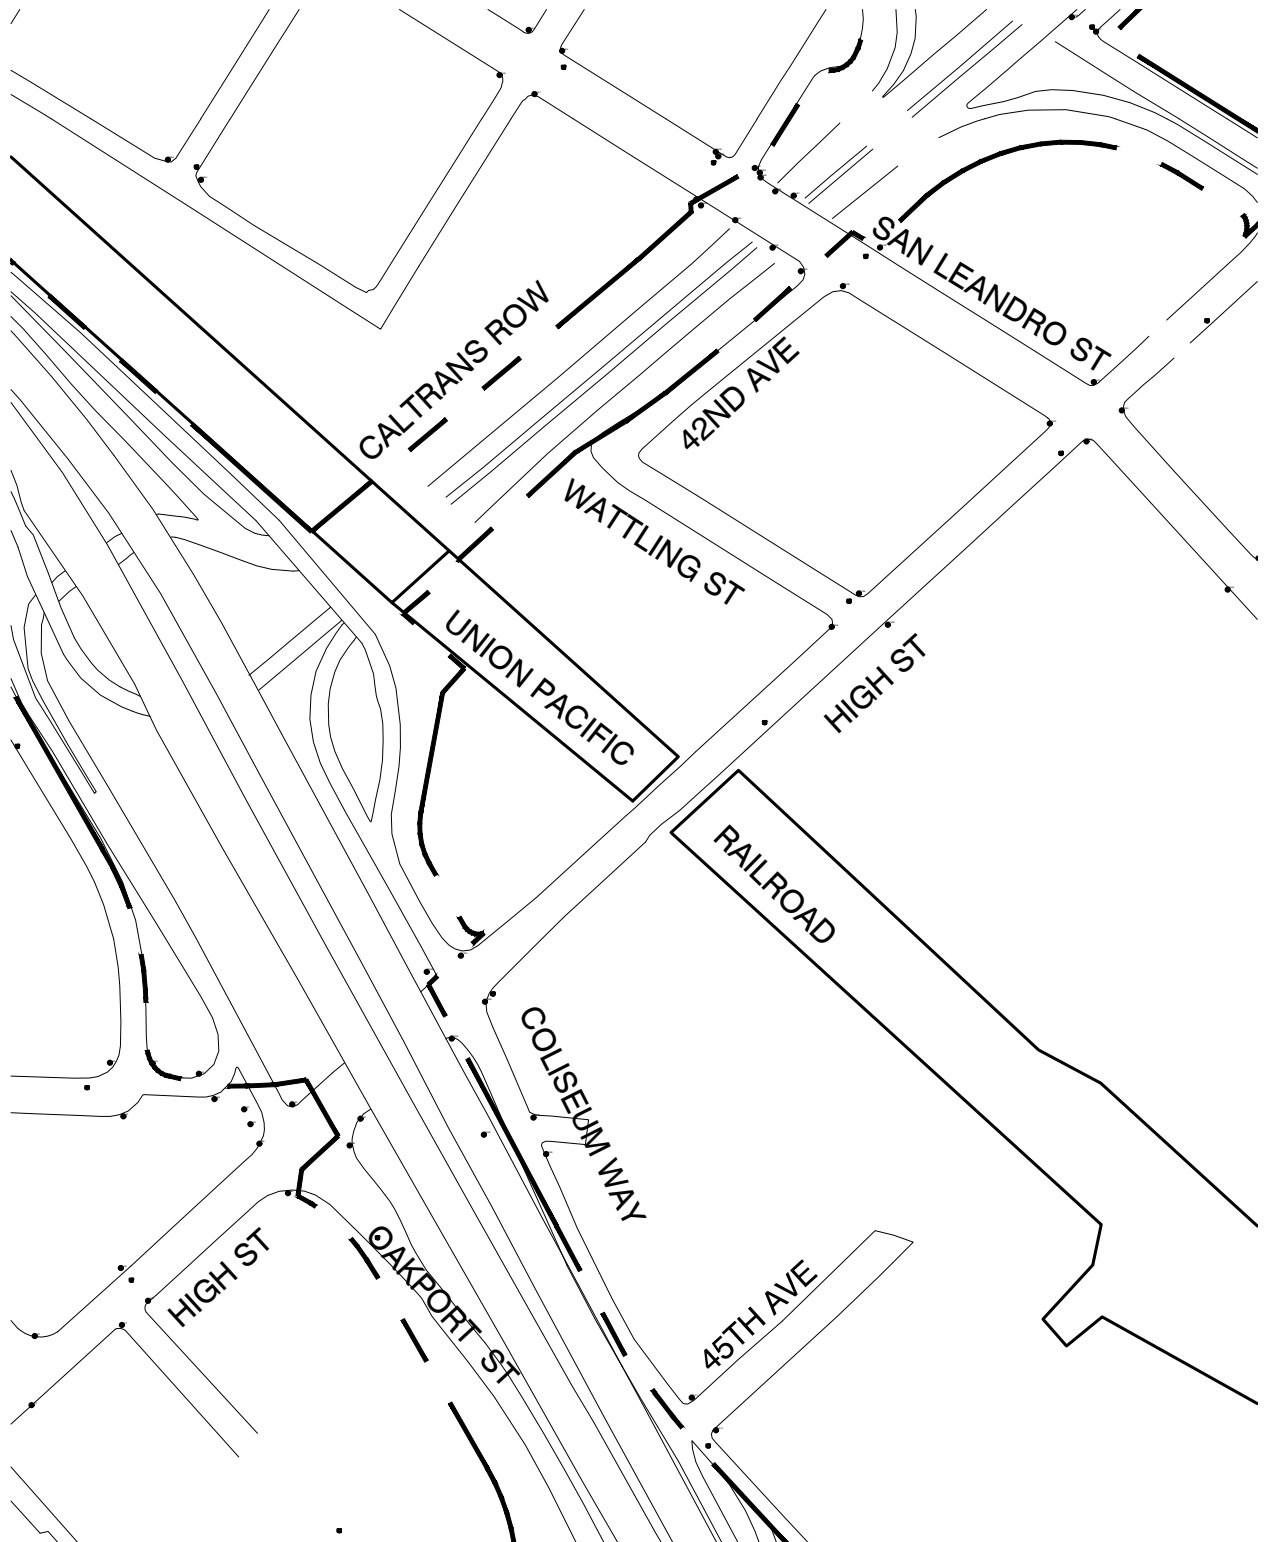 SAN LEANDRO ST
CALTRANS ROW
42ND AVE
WATTLING ST
UNION PACIFIC
HIGH ST
RAILROAD
COLISEUM WAY
HIGH ST
OAKPORT ST
45TH AVE